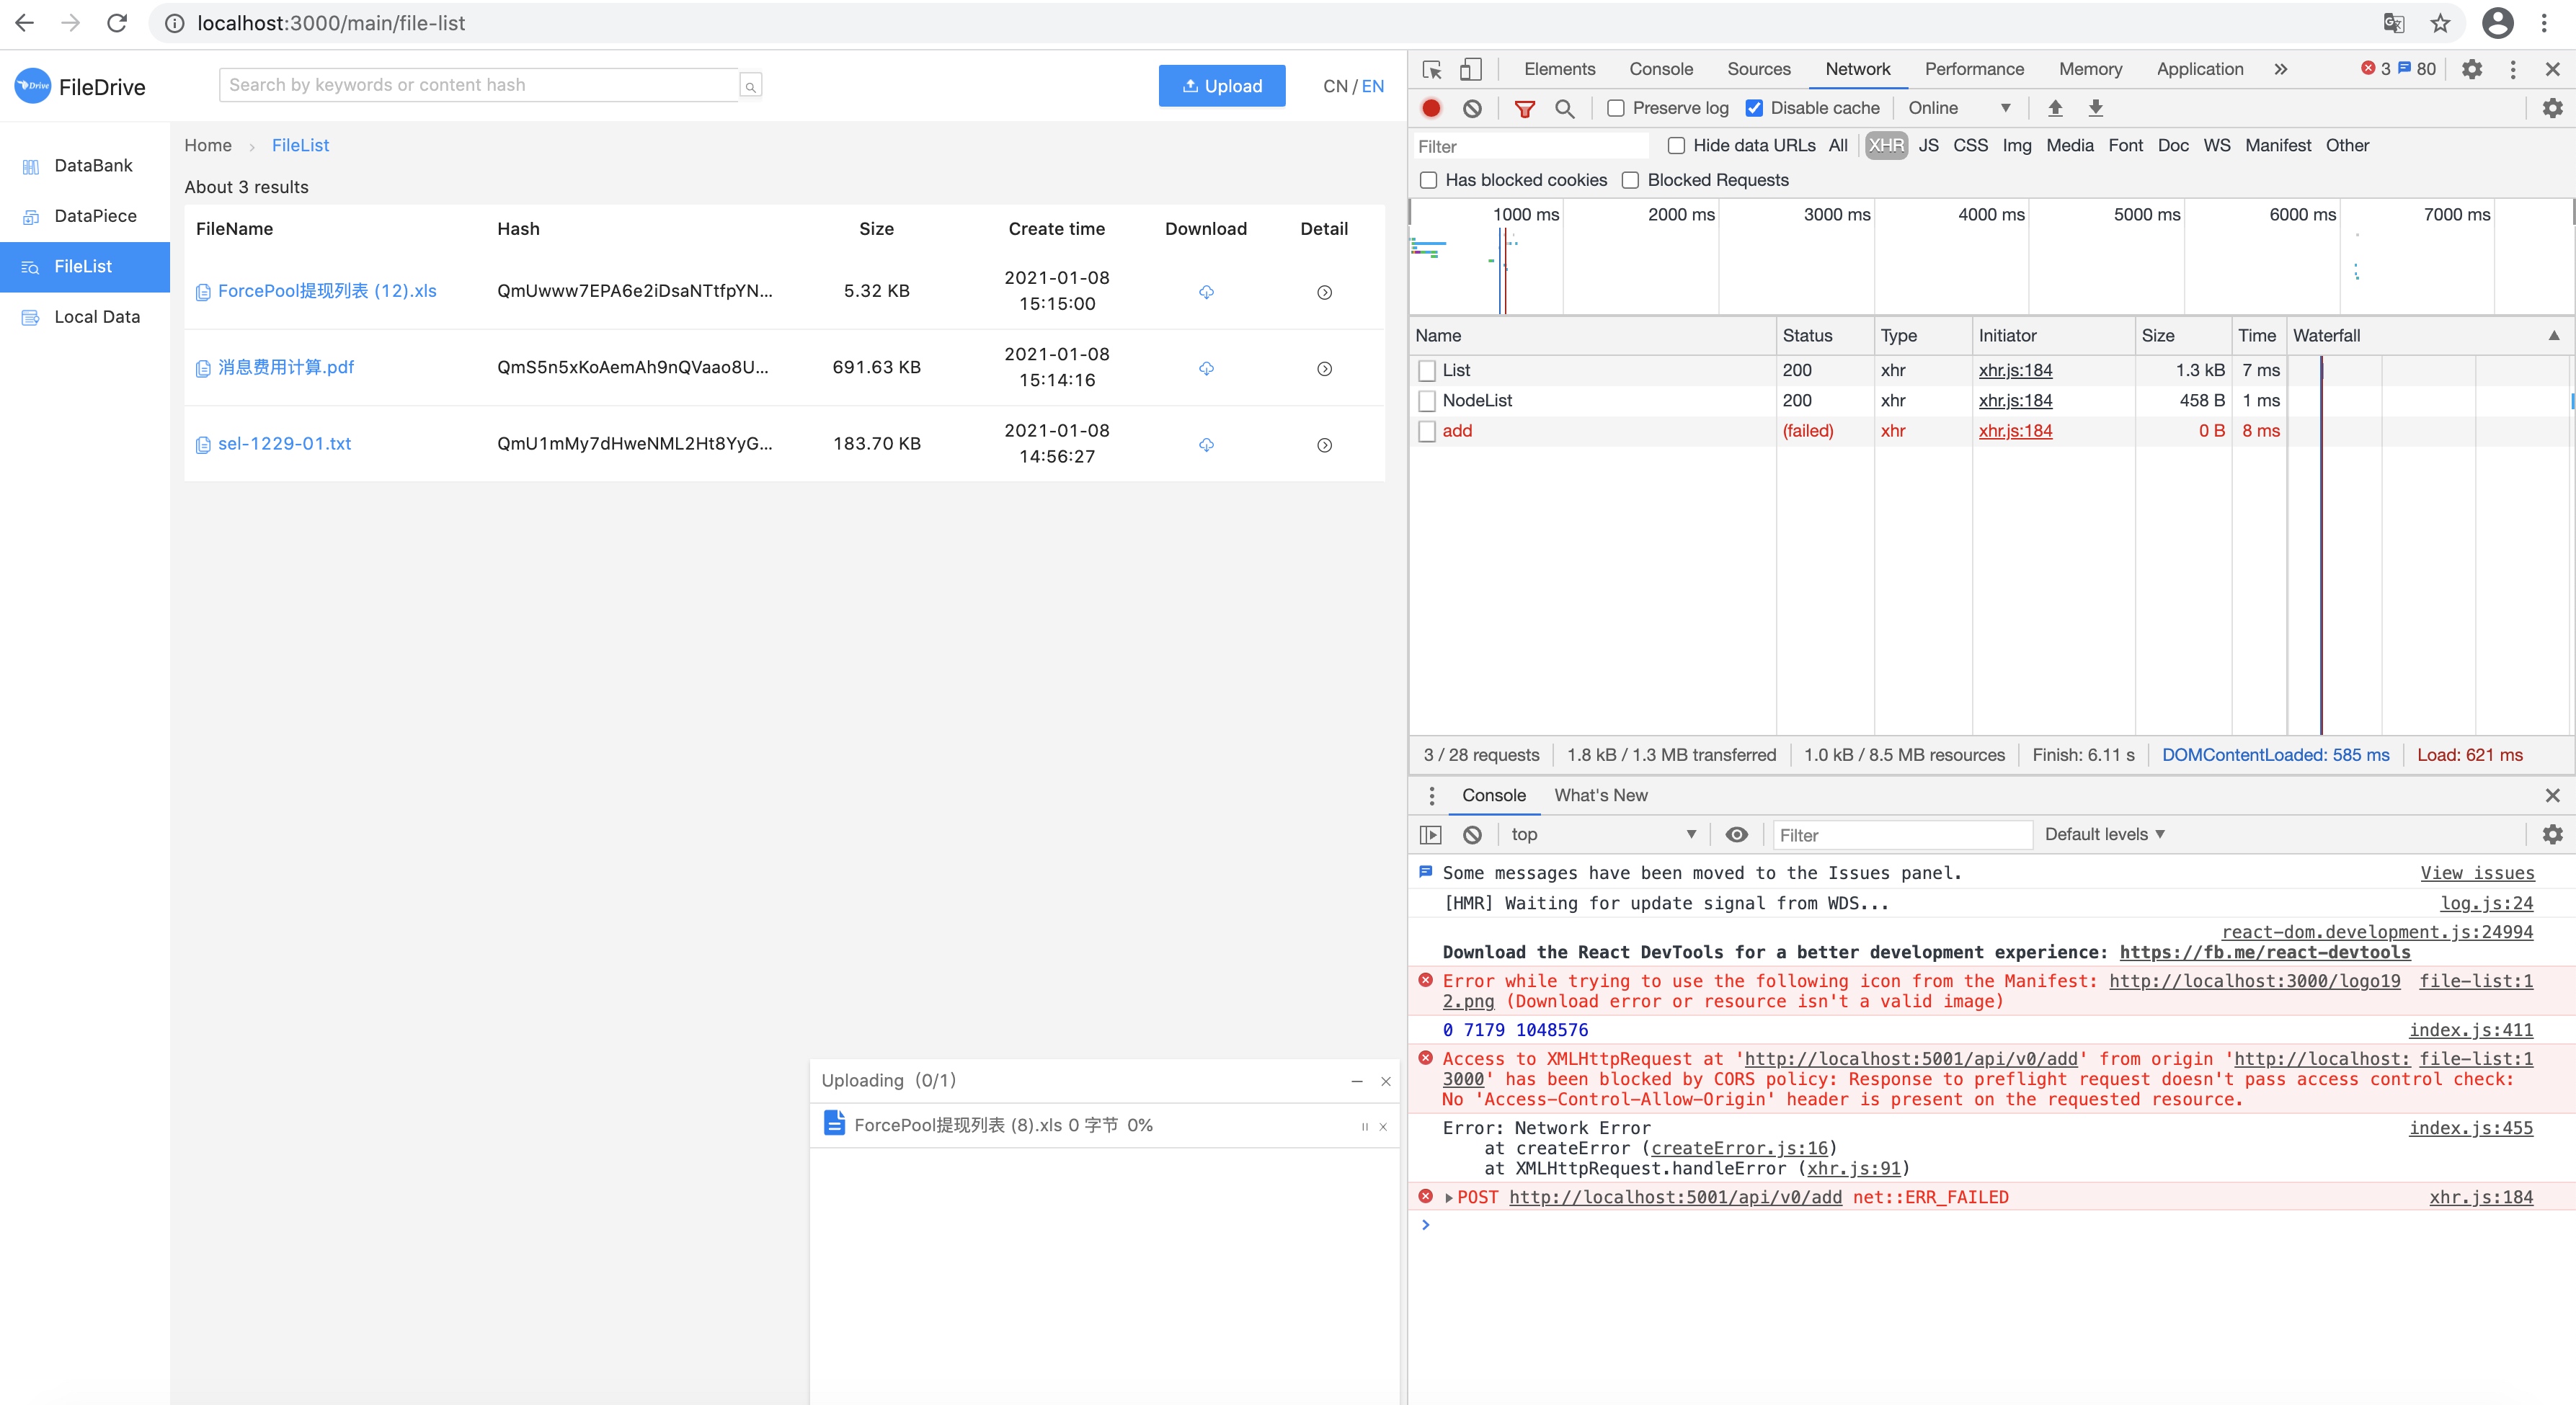 localhost:3000/main/file-list
Drive FileDrive
Search by keywords or content hash
Upload
CN / EN
DataBank
DataPiece
FileList
Local Data
Home > FileList
About 3 results
FileName Hash Size Create time Download Detail
ForcePool提现列表 (12).xls QmUwww7EPA6e2iDsaNTtfpYN... 5.32 KB 2021-01-08
15:15:00
消息费用计算.pdf QmS5n5xKoAemAh9nQVaao8U... 691.63 KB 2021-01-08
15:14:16
sel-1229-01.txt QmU1mMy7dHweNML2Ht8YyG... 183.70 KB 2021-01-08
14:56:27
Uploading (0/1)
ForcePool提现列表 (8).xls 0 字节 0%
Elements Console Sources Network Performance Memory Application » 3 80
Preserve log Disable cache Online
Filter Hide data URLs All XHR JS CSS Img Media Font Doc WS Manifest Other
Has blocked cookies Blocked Requests
1000 ms 2000 ms 3000 ms 4000 ms 5000 ms 6000 ms 7000 ms
Name Status Type Initiator Size Time Waterfall
List 200 xhr xhr.js:184 1.3 kB 7 ms
NodeList 200 xhr xhr.js:184 458 B 1 ms
add (failed) xhr xhr.js:184 0 B 8 ms
3 / 28 requests 1.8 kB / 1.3 MB transferred 1.0 kB / 8.5 MB resources Finish: 6.11 s DOMContentLoaded: 585 ms Load: 621 ms
Console What's New
top Filter Default levels
Some messages have been moved to the Issues panel. View issues
[HMR] Waiting for update signal from WDS... log.js:24
react-dom.development.js:24994
Download the React DevTools for a better development experience: https://fb.me/react-devtools
Error while trying to use the following icon from the Manifest: http://localhost:3000/logo19 file-list:1
2.png (Download error or resource isn't a valid image)
0 7179 1048576 index.js:411
Access to XMLHttpRequest at 'http://localhost:5001/api/v0/add' from origin 'http://localhost: file-list:1
3000' has been blocked by CORS policy: Response to preflight request doesn't pass access control check:
No 'Access-Control-Allow-Origin' header is present on the requested resource.
Error: Network Error index.js:455
at createError (createError.js:16)
at XMLHttpRequest.handleError (xhr.js:91)
POST http://localhost:5001/api/v0/add net::ERR_FAILED xhr.js:184